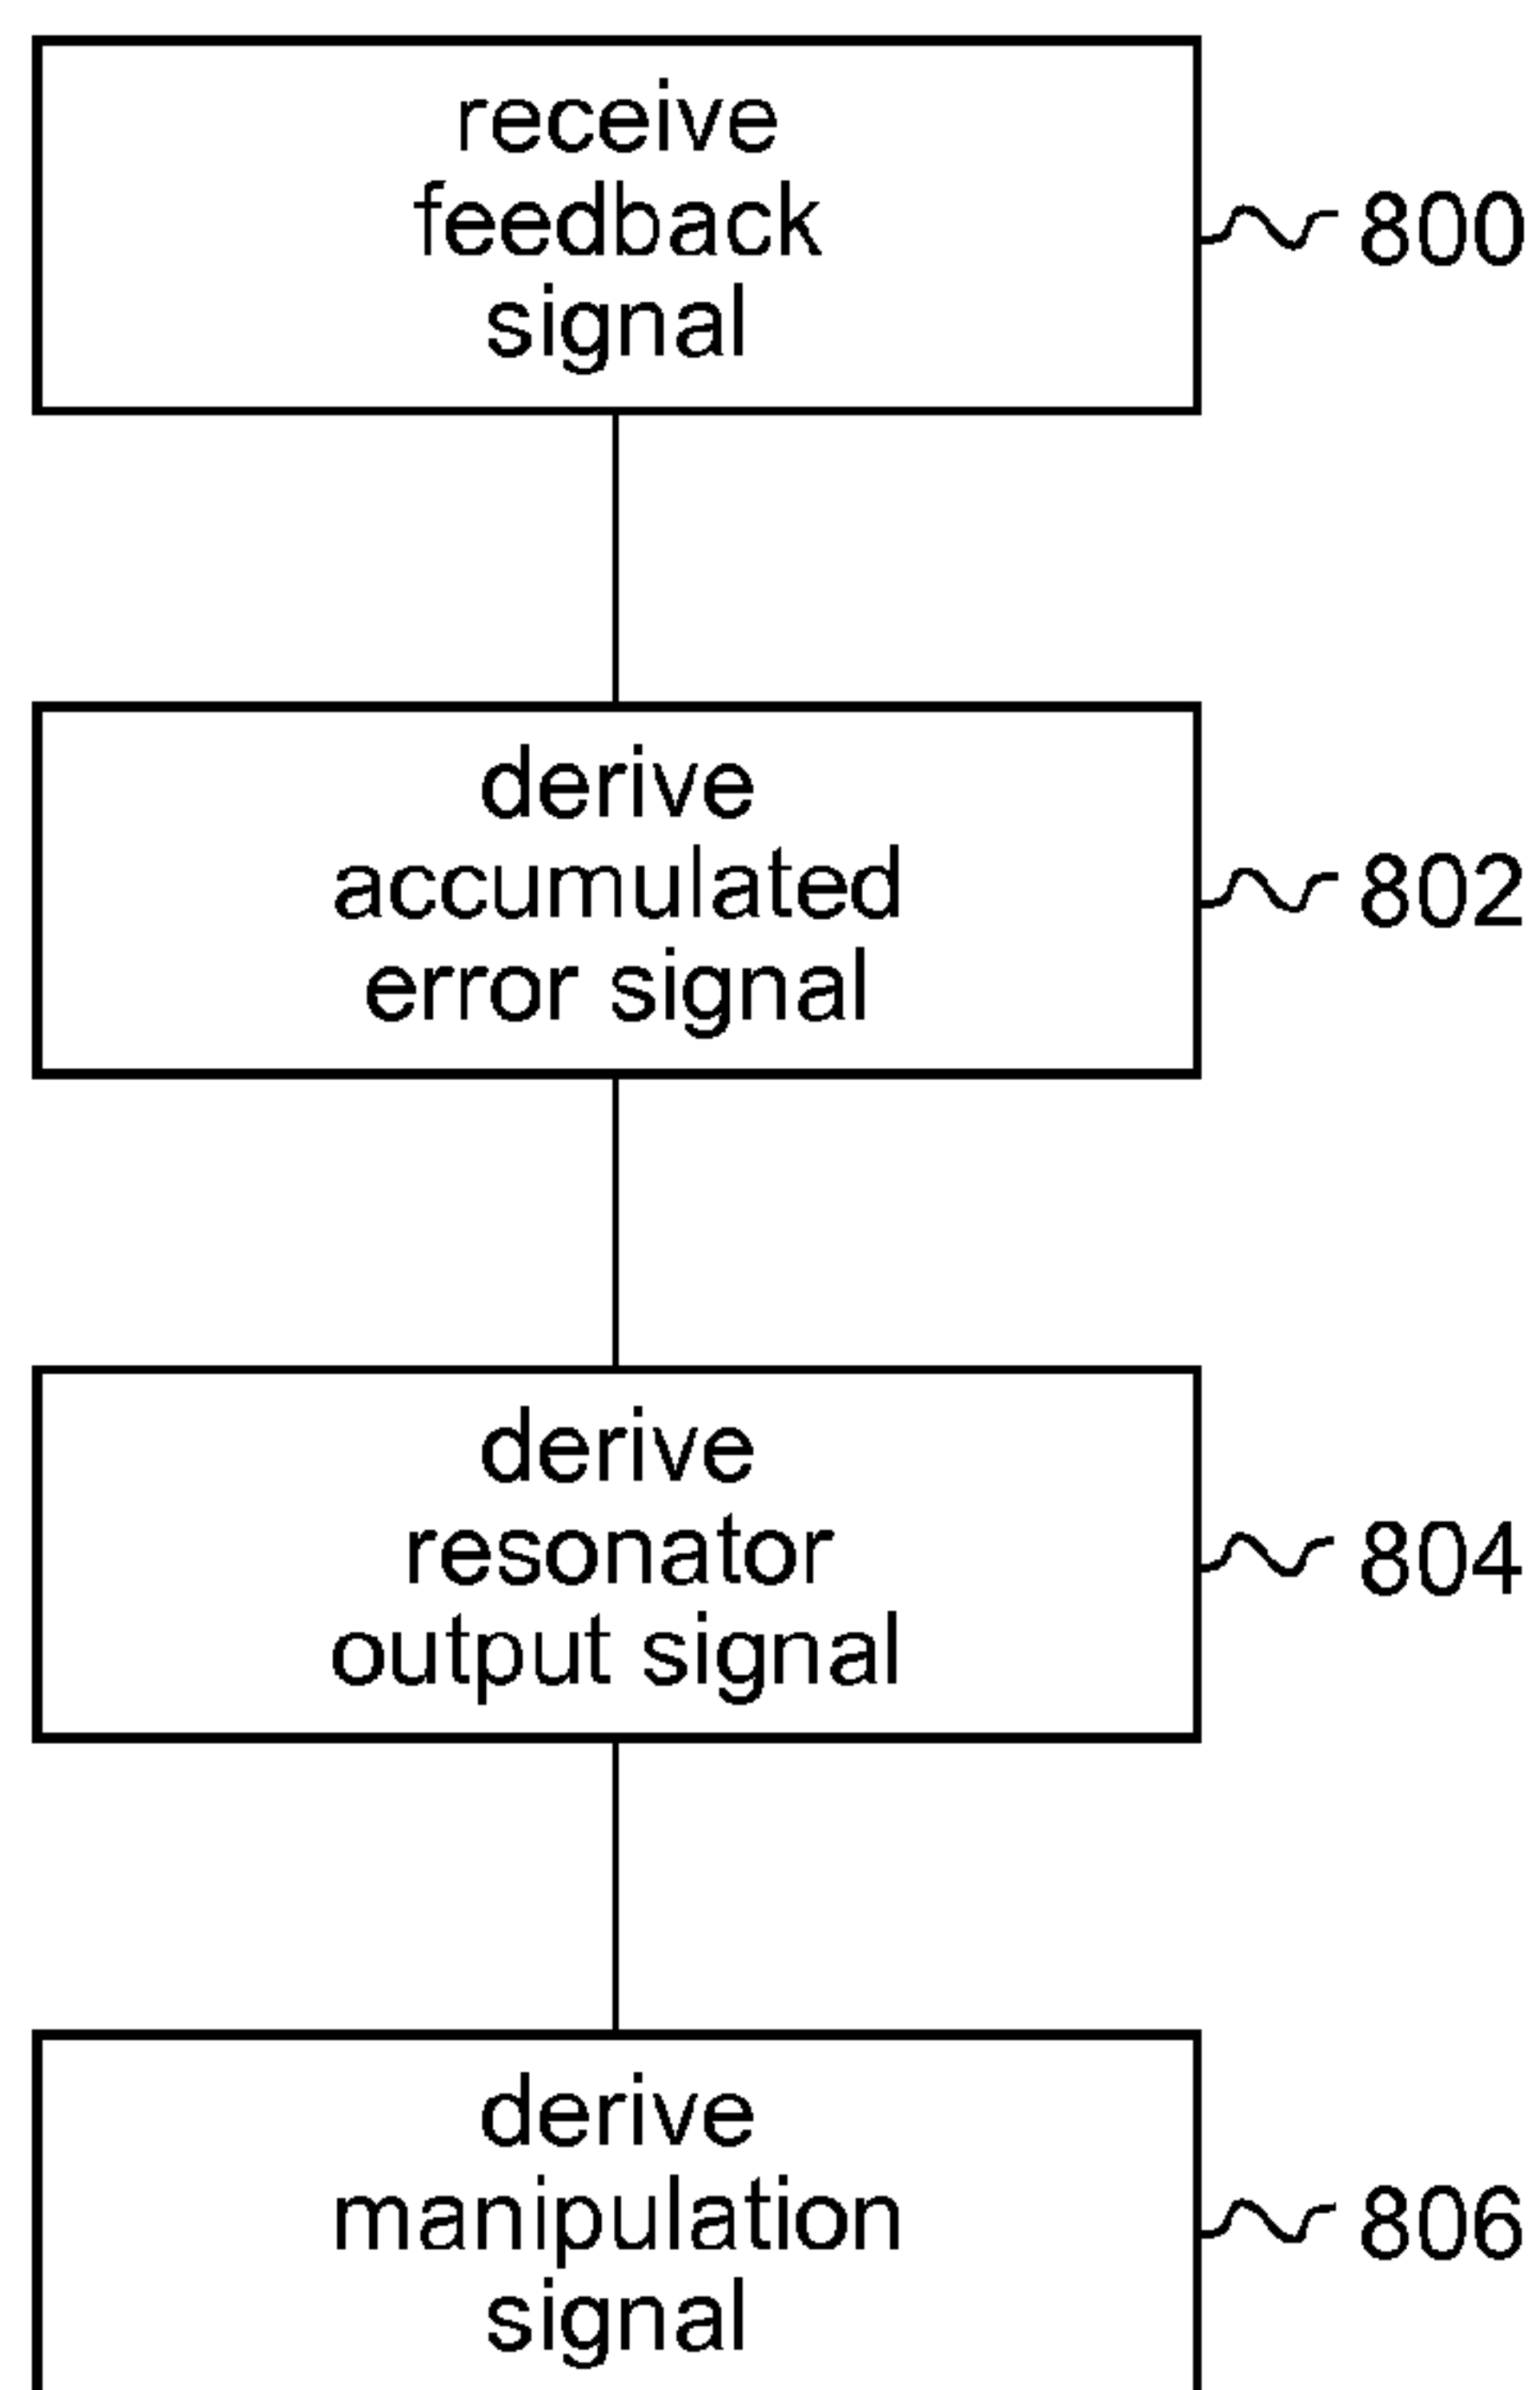 receive
feedback
signal
800
derive
accumulated
error signal
802
derive
resonator
output signal
804
derive
manipulation
signal
806